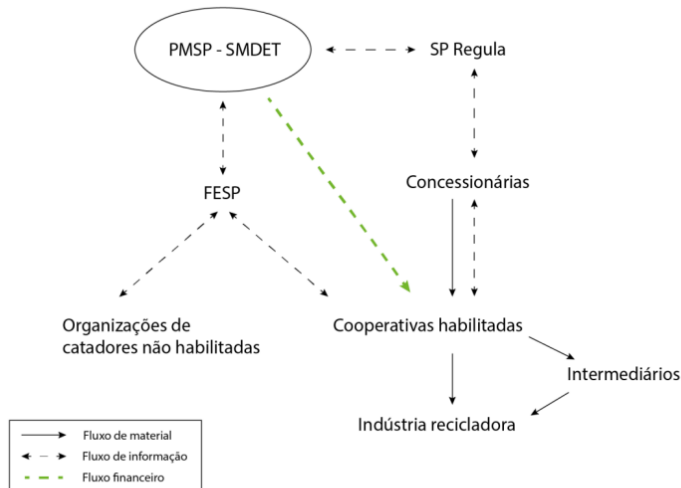 PMSP - SMDET
SP Regula
Concessionárias
FESP
Organizações de
catadores não habilitadas
Cooperativas habilitadas
Intermediários
Indústria recicladora
Fluxo de material
Fluxo de informação
Fluxo financeiro